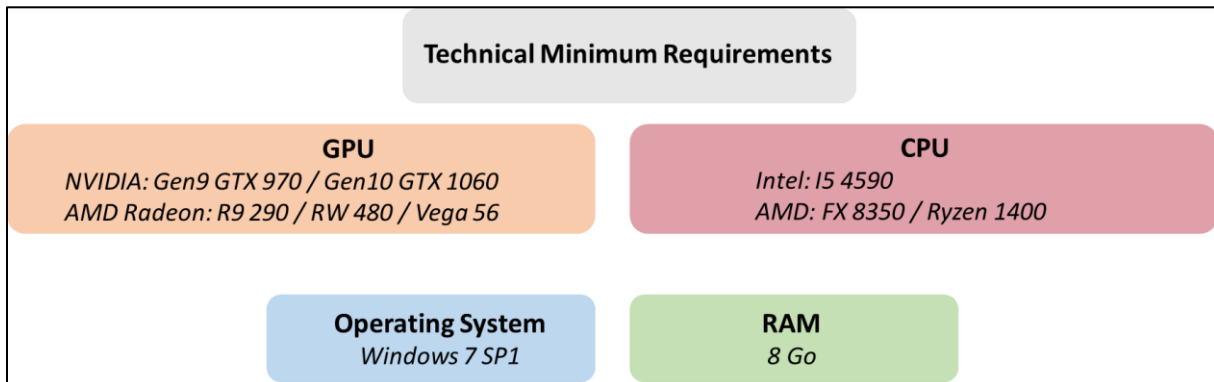 Technical Minimum Requirements
GPU
NVIDIA: Gen9 GTX 970 / Gen10 GTX 1060
AMD Radeon: R9 290 / RW 480 / Vega 56
CPU
Intel: I5 4590
AMD: FX 8350 / Ryzen 1400
Operating System
Windows 7 SP1
RAM
8 Go